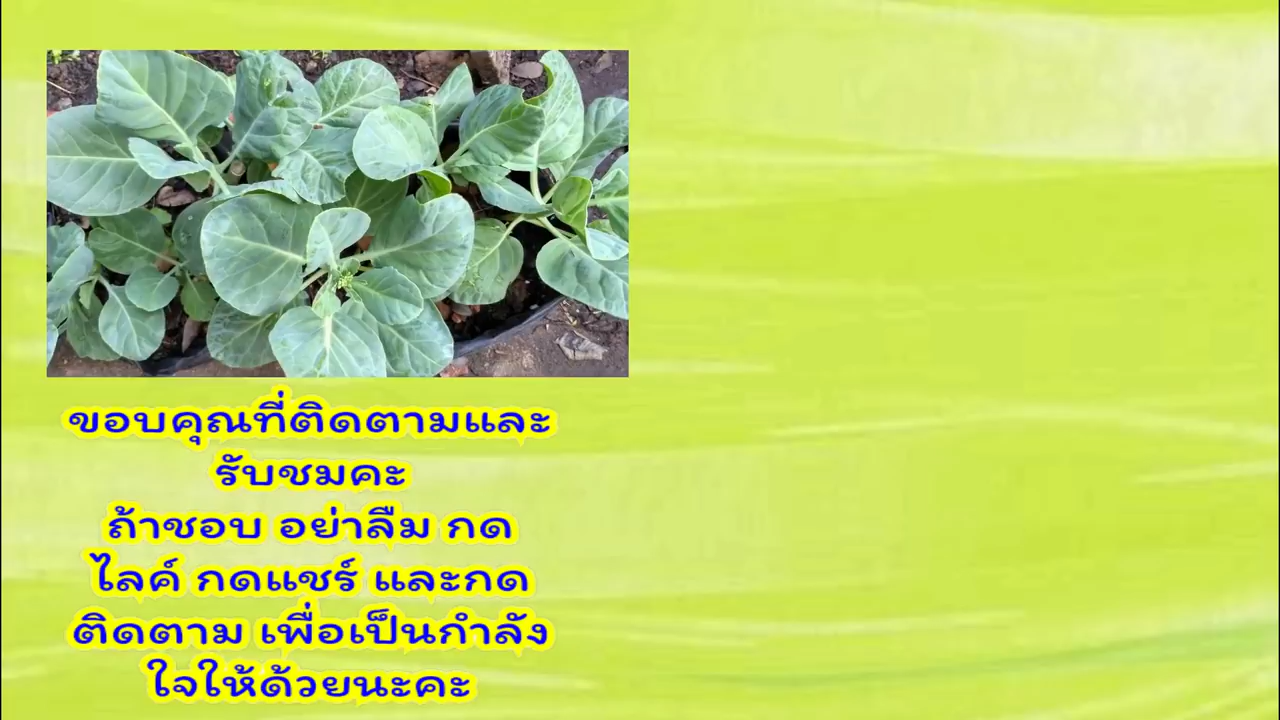 ขอบคุณที่ติดตามและ
รับชมคะ
ถ้าชอบ อย่าลืม กด
ไลค์ กดแชร์ และกด
ติดตาม เพื่อเป็นกำลัง
ใจให้ด้วยนะคะ